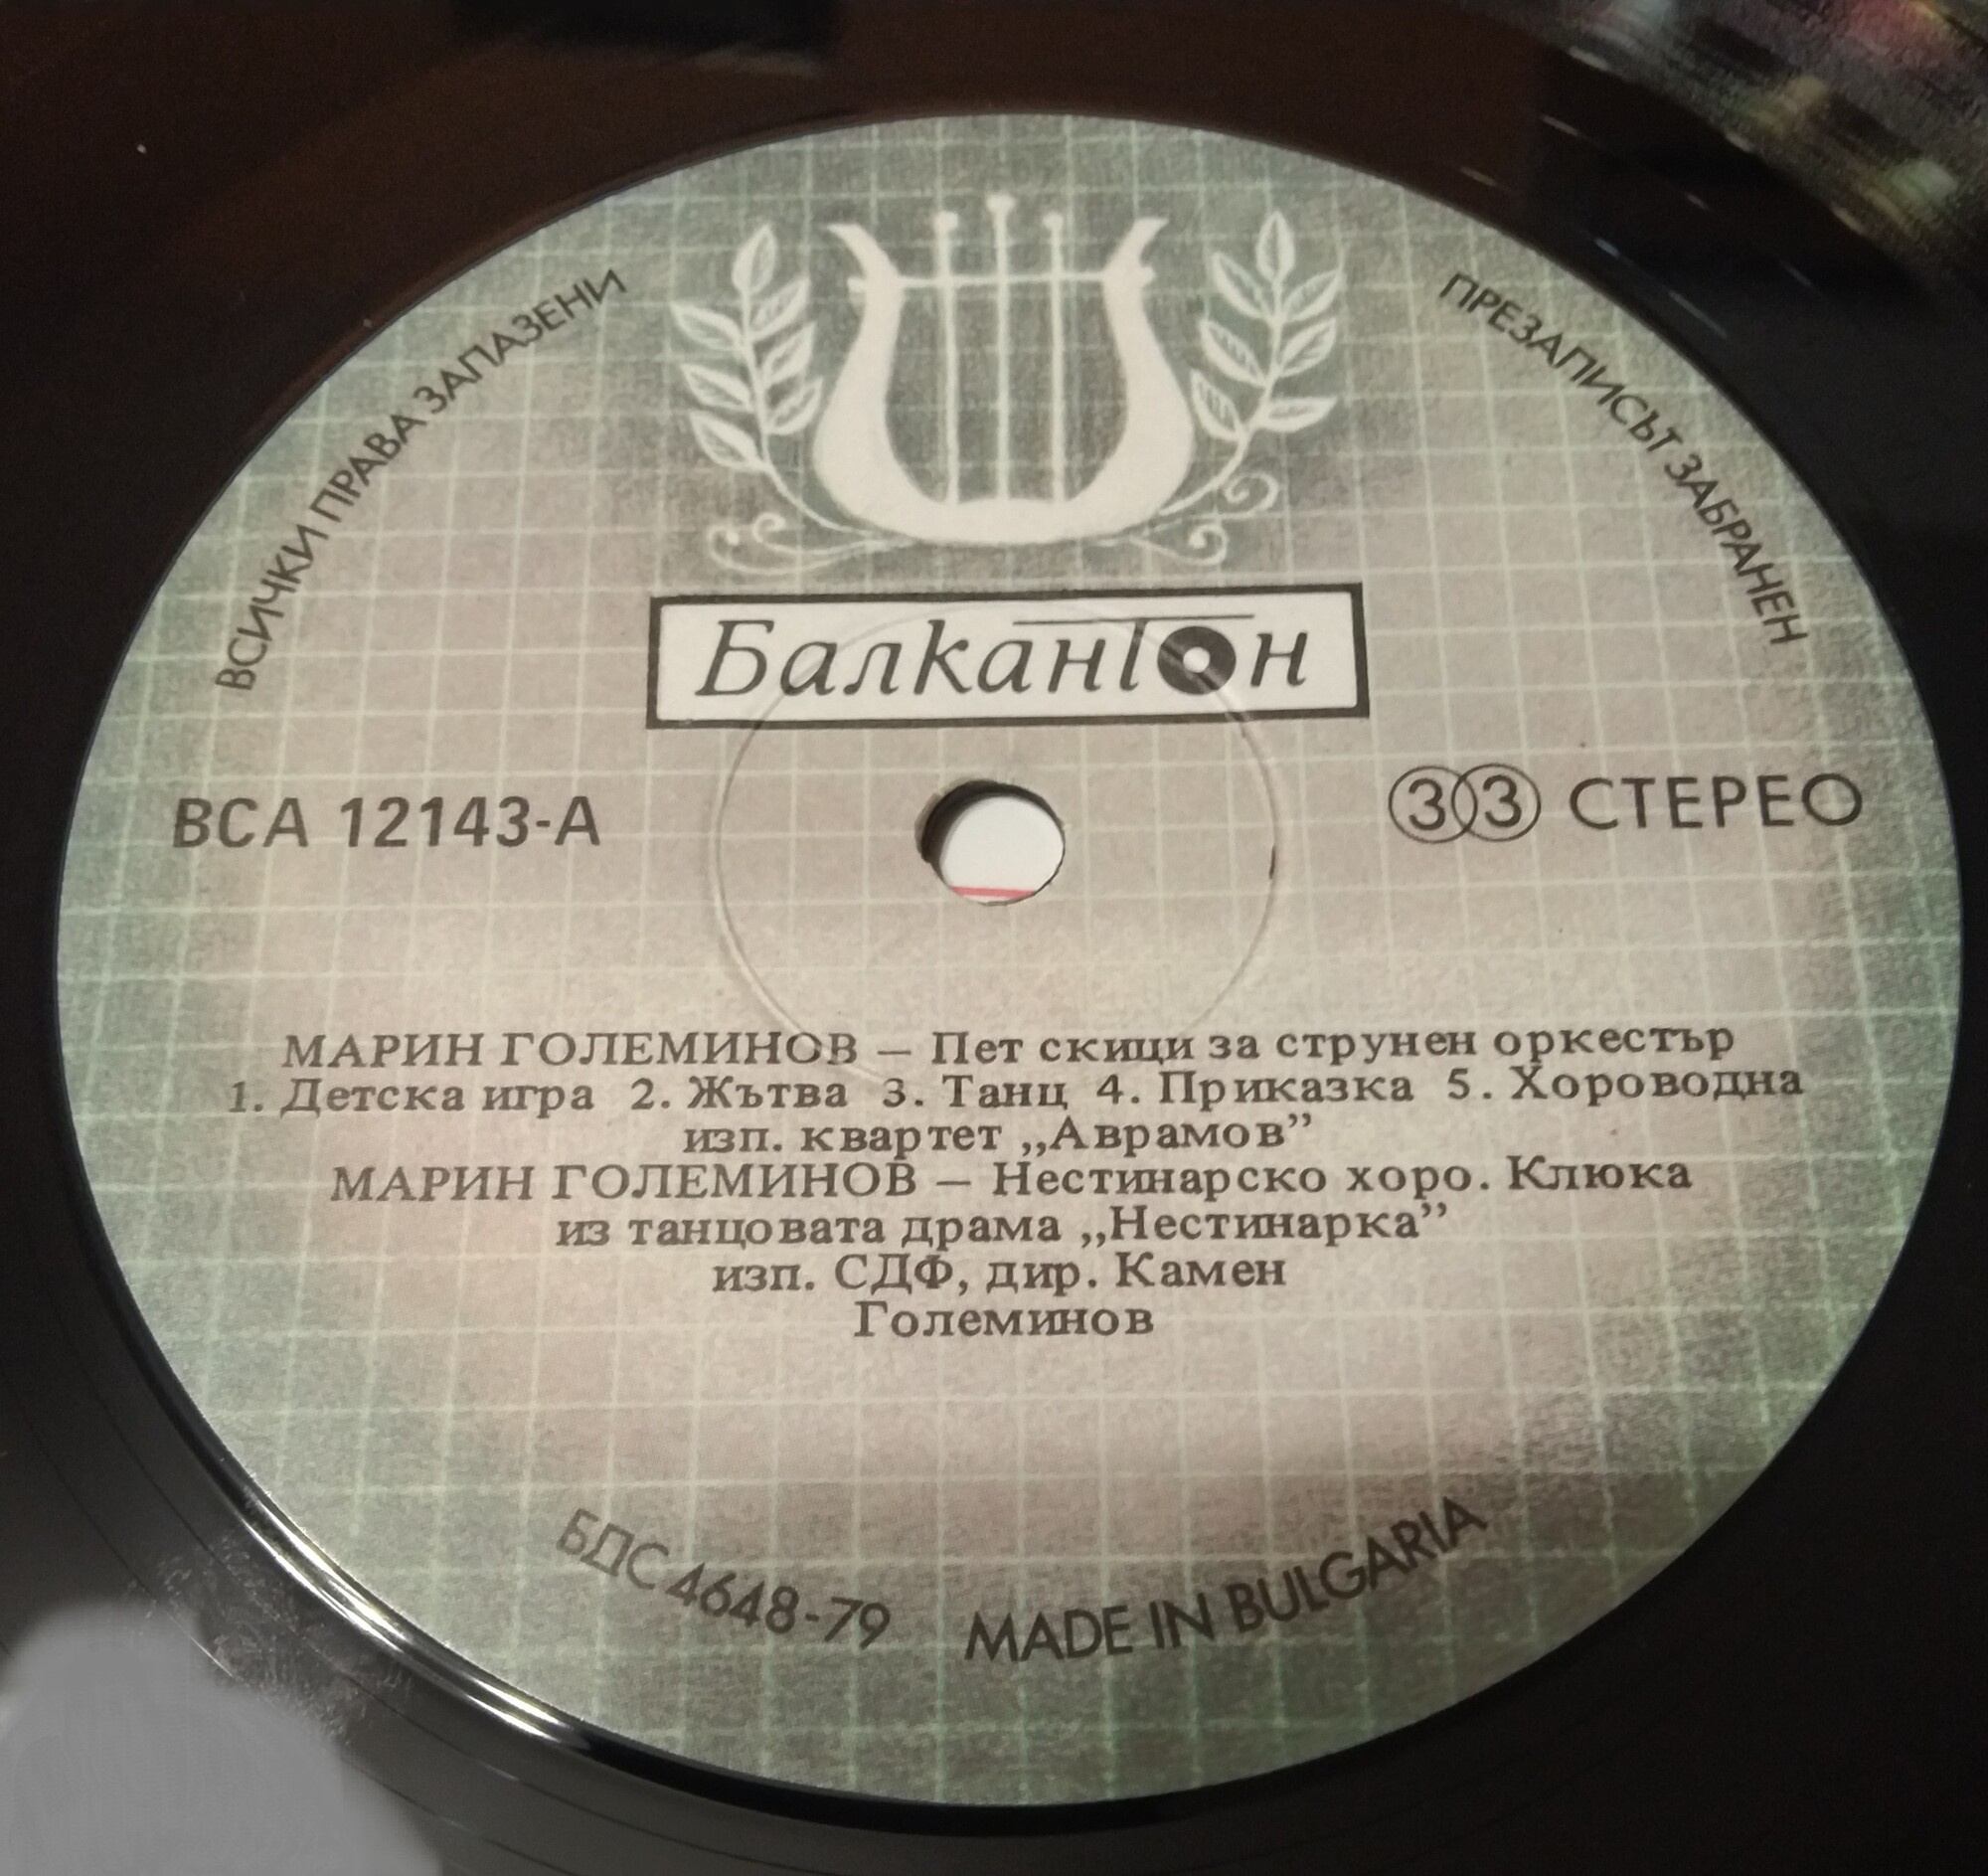 ВСИЧКИ ПРАВА ЗАПАЗЕНИ
ПРЕЗАПИСЪТ ЗАБРАНЕН
Балкантон
ВСА 12143-А
33 СТЕРЕО
МАРИН ГОЛЕМИНОВ — Пет скици за струнен оркестър
1. Детска игра 2. Жътва 3. Танц 4. Приказка 5. Хороводна
изп. квартет „Аврамов”
МАРИН ГОЛЕМИНОВ — Нестинарско хоро. Клюка
из танцовата драма „Нестинарка”
изп. СДФ, дир. Камен
Големинов
БДС 4648-79
MADE IN BULGARIA